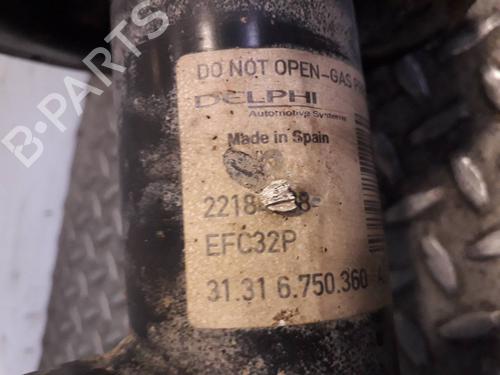 B-PARTS
DO NOT OPEN-GAS
DELPHI
Automotive Systems
Made in Spain
EFC32P
31.31 6.750.360